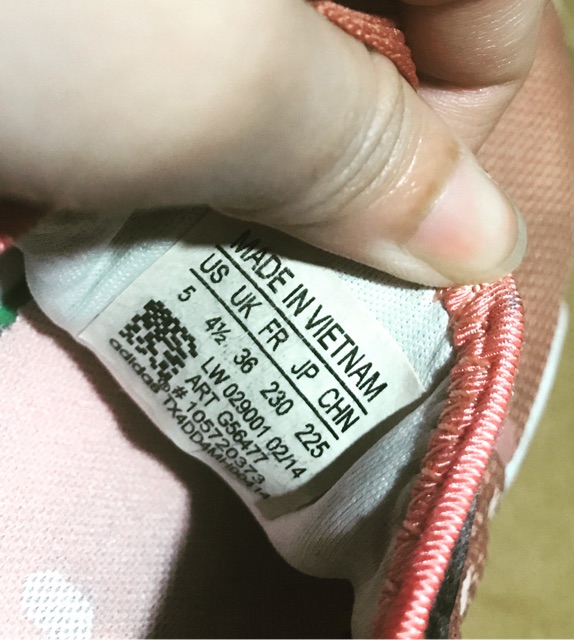 MADE IN VIETNAM
US UK FR JP CHN
5 4½ 36 230 225
LW 029001 02/14
ART G56477
# 105720373
adidas